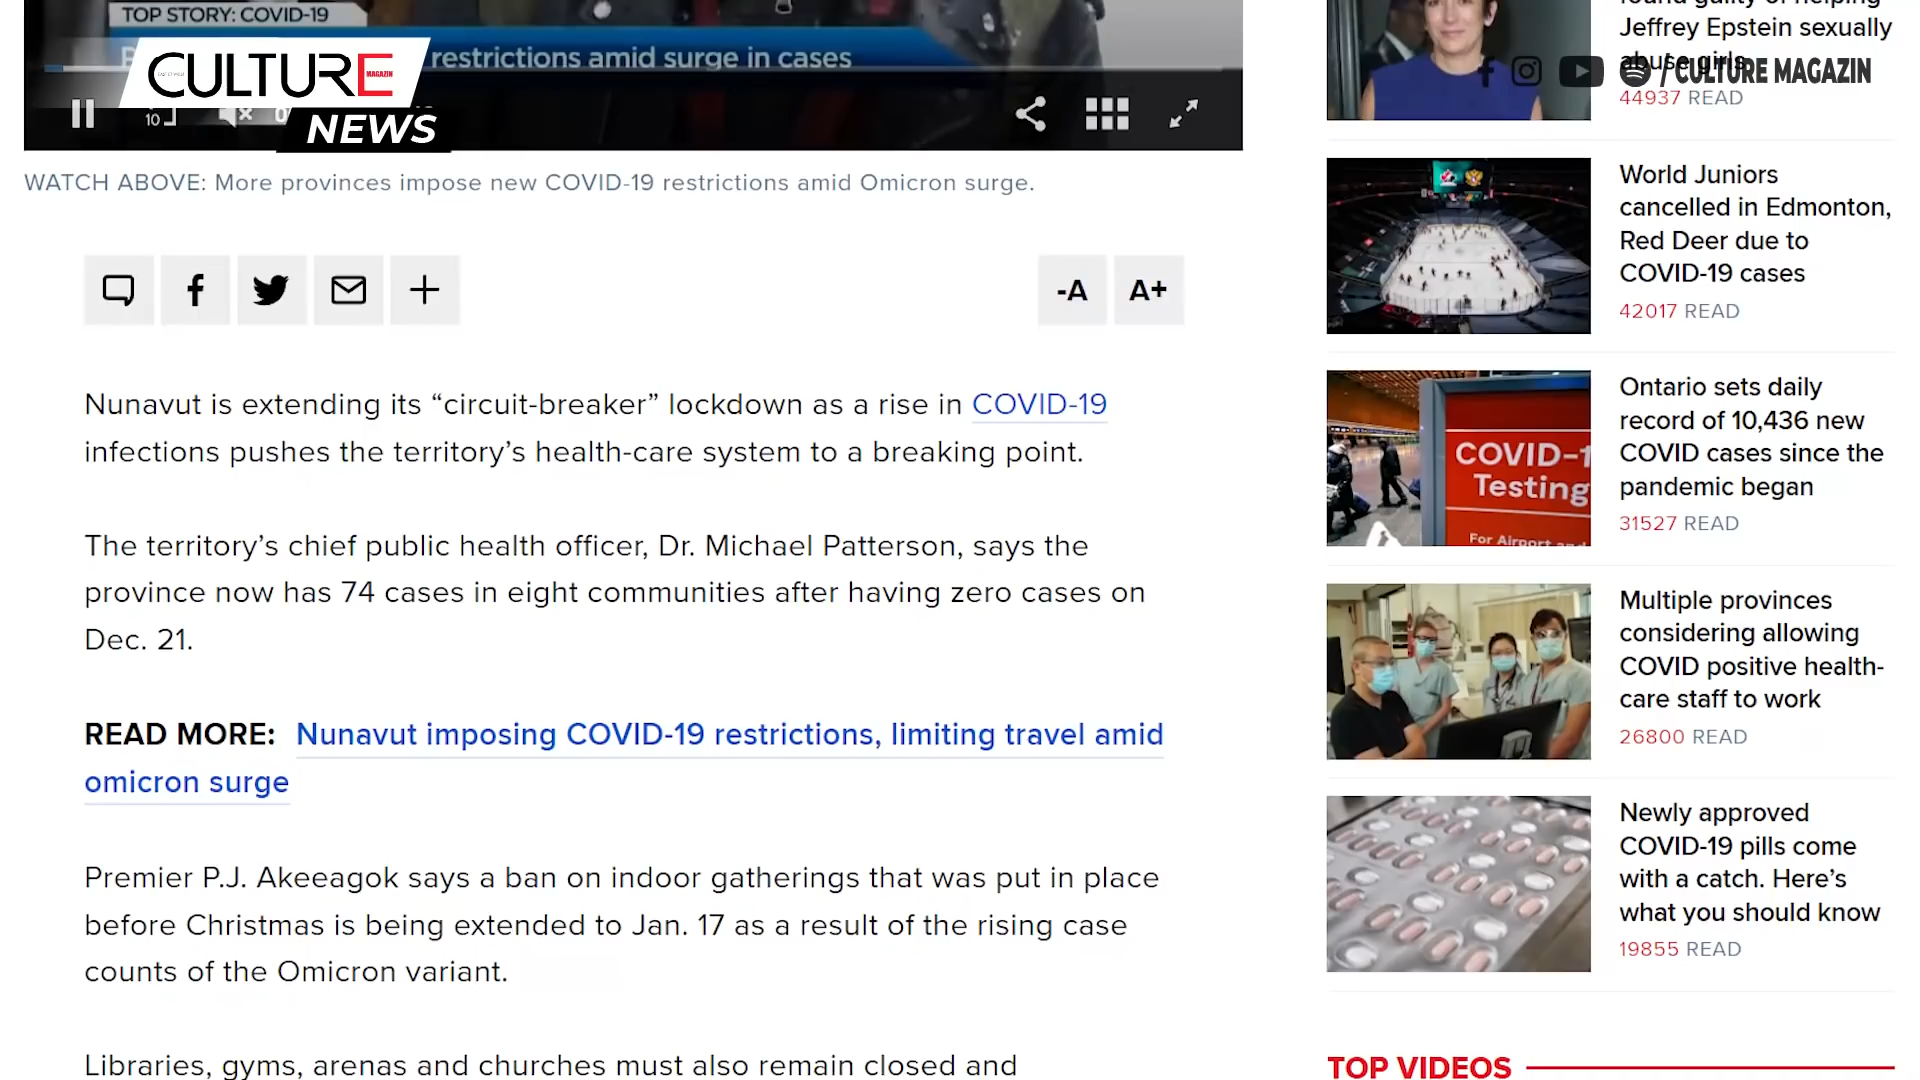 TOP STORY: COVID-19
restrictions amid surge in cases
CULTURE
MAGAZIN
NEWS
10
WATCH ABOVE: More provinces impose new COVID-19 restrictions amid Omicron surge.
-A
A+
Nunavut is extending its “circuit-breaker” lockdown as a rise in COVID-19
infections pushes the territory’s health-care system to a breaking point.
The territory’s chief public health officer, Dr. Michael Patterson, says the
province now has 74 cases in eight communities after having zero cases on
Dec. 21.
READ MORE: Nunavut imposing COVID-19 restrictions, limiting travel amid
omicron surge
Premier P.J. Akeeagok says a ban on indoor gatherings that was put in place
before Christmas is being extended to Jan. 17 as a result of the rising case
counts of the Omicron variant.
Libraries, gyms, arenas and churches must also remain closed and
found guilty of helping
Jeffrey Epstein sexually
abuse girls
/ CULTURE MAGAZIN
44937 READ
World Juniors
cancelled in Edmonton,
Red Deer due to
COVID-19 cases
42017 READ
COVID-1
Testing
For Airport and
Ontario sets daily
record of 10,436 new
COVID cases since the
pandemic began
31527 READ
Multiple provinces
considering allowing
COVID positive health-
care staff to work
26800 READ
Newly approved
COVID-19 pills come
with a catch. Here’s
what you should know
19855 READ
TOP VIDEOS